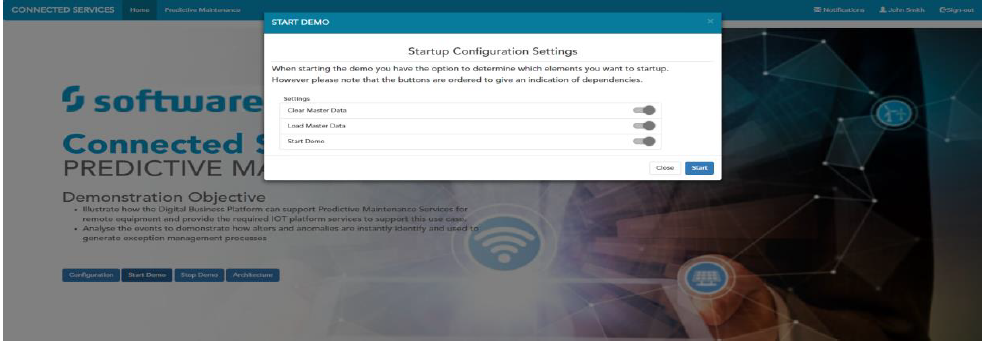 CONNECTED SERVICES Home Predictive Maintenance Notifications John Smith Sign-out
START DEMO ×
Startup Configuration Settings
When starting the demo you have the option to determine which elements you want to startup.
However please note that the buttons are ordered to give an indication of dependencies.
Settings
Clear Master Data
Load Master Data
Start Demo
Close Start
software
Connected S
PREDICTIVE MA
Demonstration Objective
• Illustrate how the Digital Business Platform can support Predictive Maintenance Services for
remote equipment and provide the required IOT platform services to support this use case.
• Analyse the events to demonstrate how alters and anomalies are instantly identify and used to
generate exception management processes
Configuration Start Demo Stop Demo Architecture